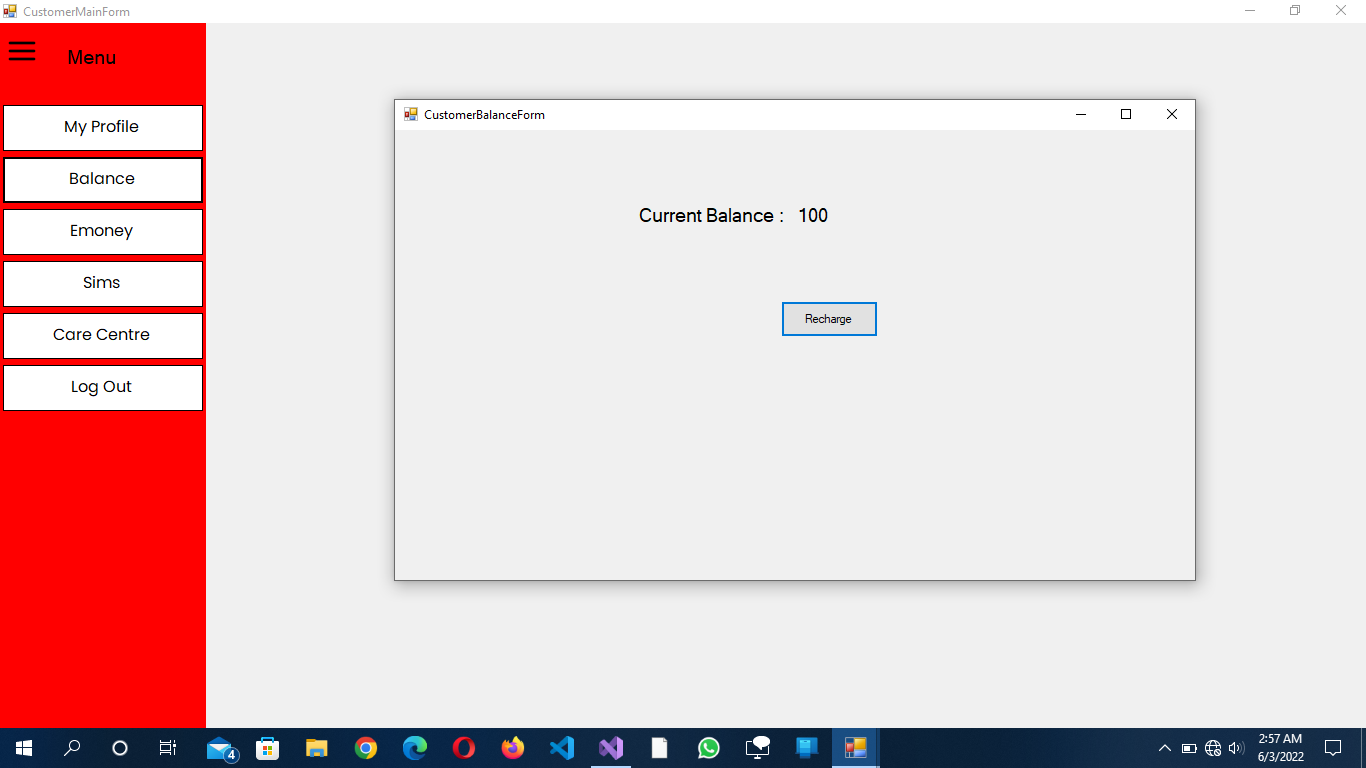 CustomerMainForm
Menu
My Profile
Balance
Emoney
Sims
Care Centre
Log Out
CustomerBalanceForm
Current Balance : 100
Recharge
4
2:57 AM
6/3/2022